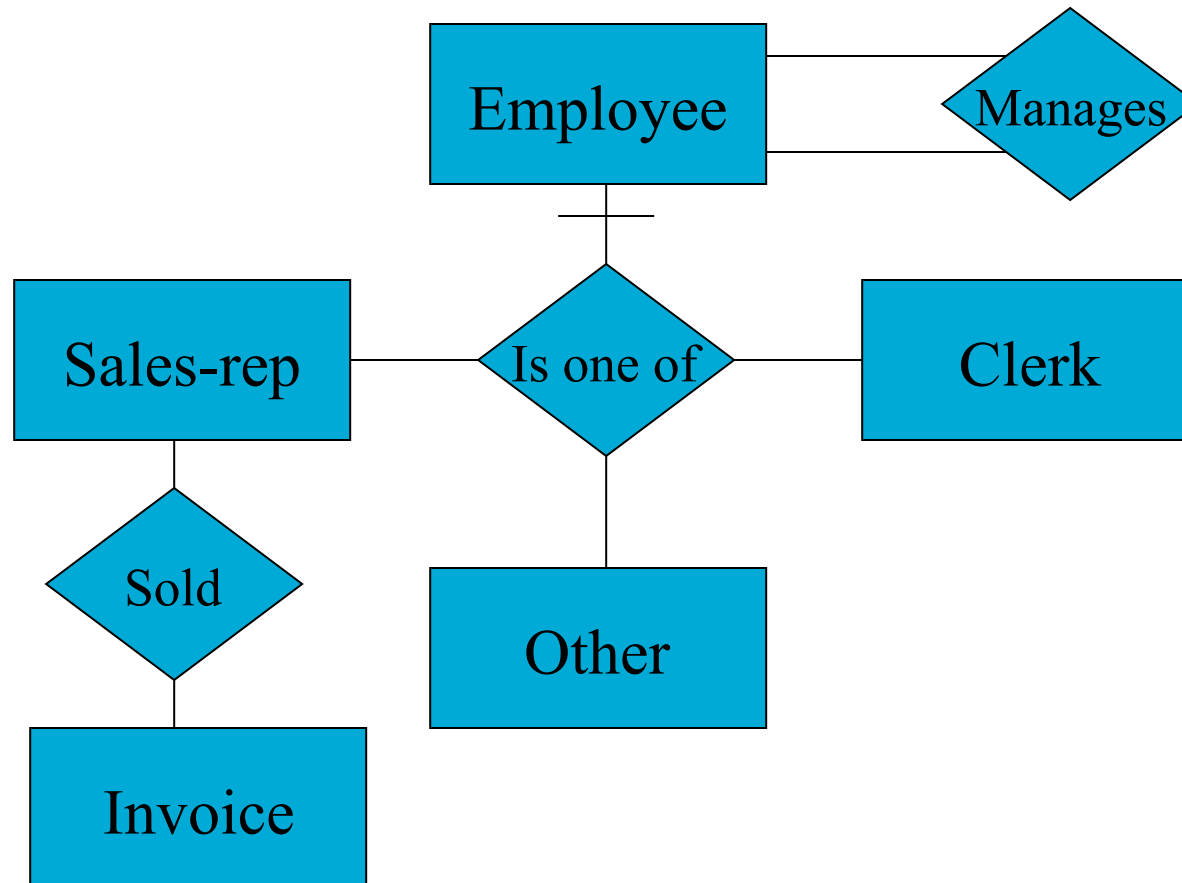 Employee
Manages
Sales-rep
Is one of
Clerk
Sold
Other
Invoice